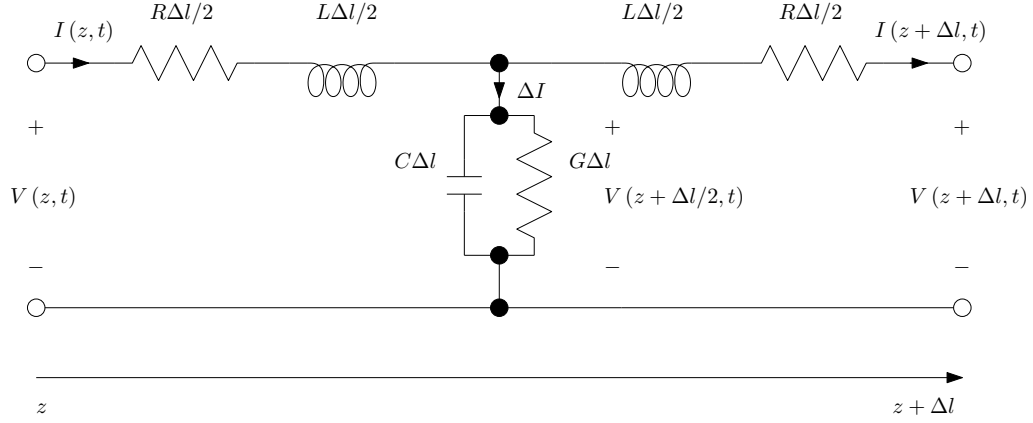 RΔl/2 LΔl/2 LΔl/2 RΔl/2
I (z, t) I (z + Δl, t)
ΔI
+ + +
CΔl GΔl
V (z, t) V (z + Δl/2, t) V (z + Δl, t)
− − −
z z + Δl